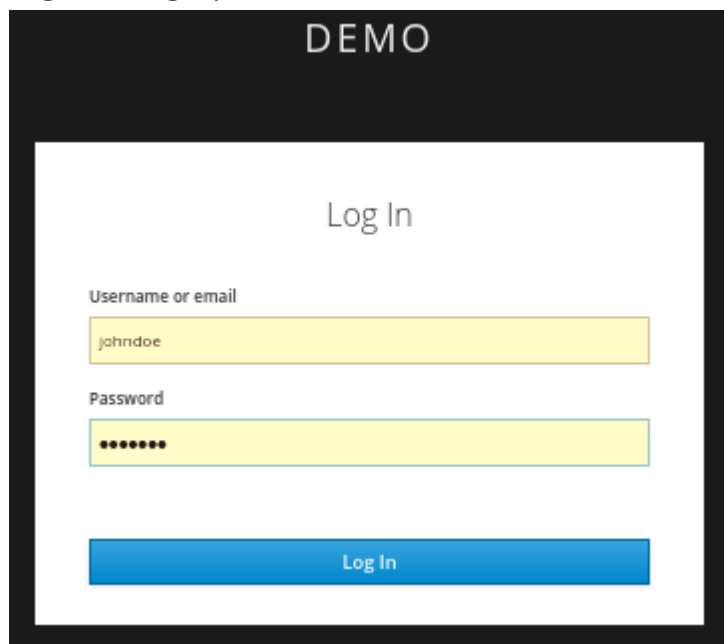 DEMO
Log In
Username or email
johndoe
Password
•••••••
Log In